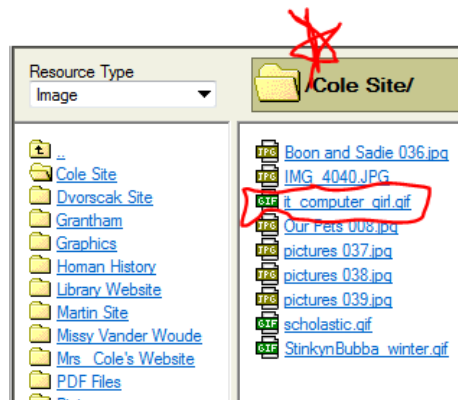 Resource Type
Image
/Cole Site/
..
Cole Site
Dvorscak Site
Grantham
Graphics
Homan History
Library Website
Martin Site
Missy Vander Woude
Mrs_Cole's Website
PDF Files
JPG Boon and Sadie 036.jpg
JPG IMG_4040.JPG
GIF it_computer_girl.gif
JPG Our Pets 008.jpg
JPG pictures 037.jpg
JPG pictures 038.jpg
JPG pictures 039.jpg
GIF scholastic.gif
GIF StinkynBubba_winter.gif